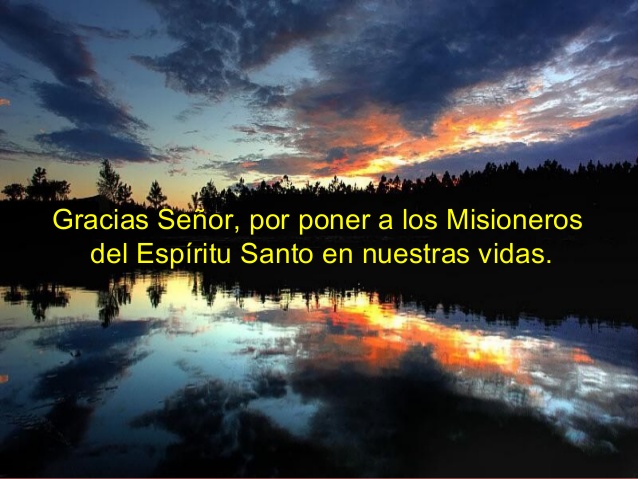 Gracias Señor, por poner a los Misioneros
del Espíritu Santo en nuestras vidas.